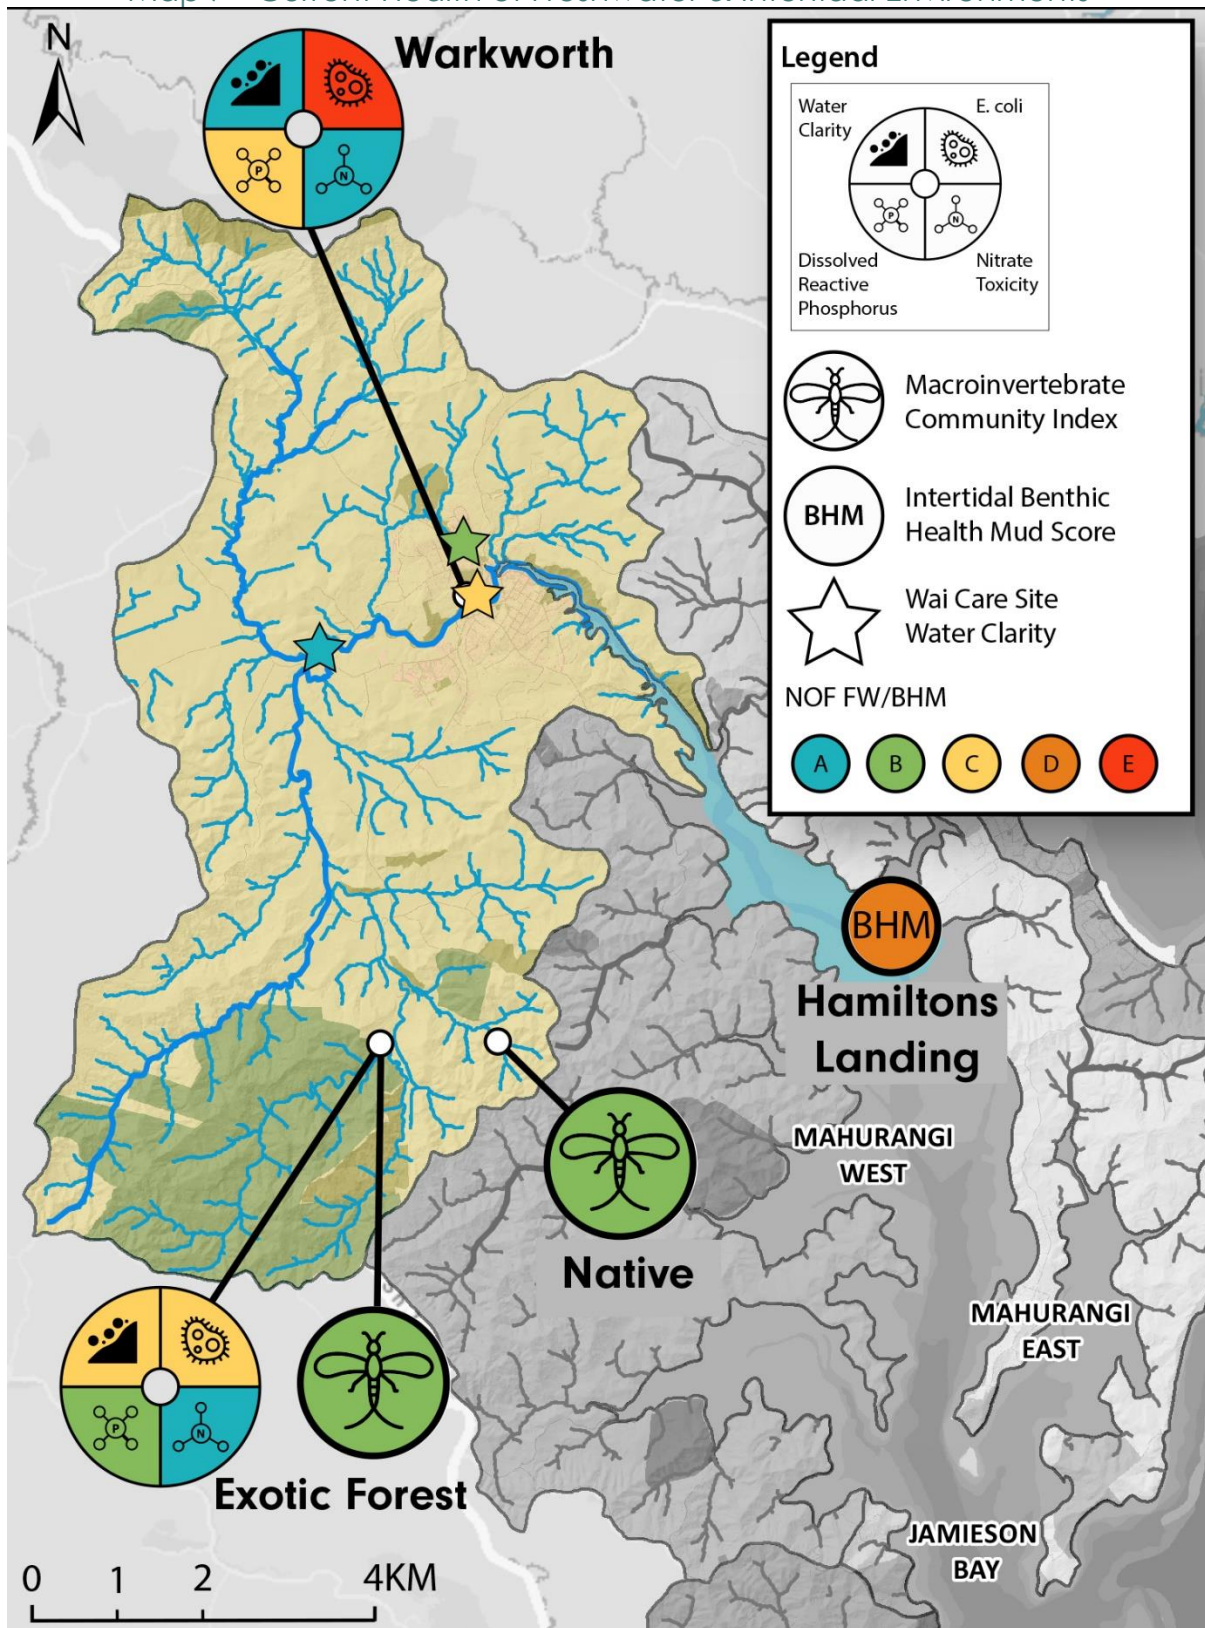 N
Warkworth
P
N
Legend
Water
Clarity
E. coli
P
N
Dissolved
Reactive
Phosphorus
Nitrate
Toxicity
Macroinvertebrate
Community Index
BHM
Intertidal Benthic
Health Mud Score
Wai Care Site
Water Clarity
NOF FW/BHM
A B C D E
BHM
Hamiltons
Landing
MAHURANGI
WEST
Native
MAHURANGI
EAST
P
N
Exotic Forest
JAMIESON
BAY
0 1 2 4KM